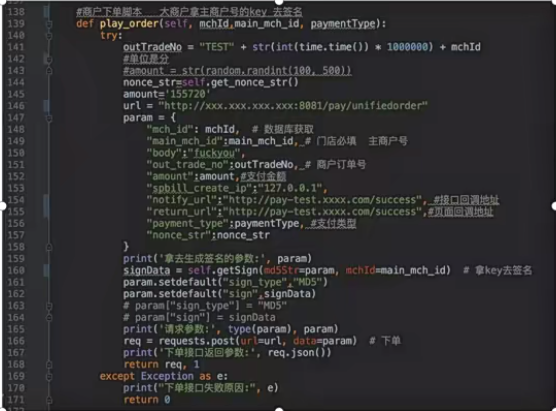 138 #商户下单脚本 大商户拿主商户号的key 去签名
139 def play_order(self, mchId,main_mch_id, paymentType):
140 try:
141 outTradeNo = "TEST" + str(int(time.time()) * 1000000) + mchId
142 #单位是分
143 #amount = str(random.randint(100, 500))
144 nonce_str=self.get_nonce_str()
145 amount='155720'
146 url = "http://xxx.xxx.xxx.xxx:8081/pay/unifiedorder"
147 param = {
148 "mch_id": mchId, # 数据库获取
149 "main_mch_id":main_mch_id, # 门店必填 主商户号
150 "body":"fuckyou",
151 "out_trade_no":outTradeNo, # 商户订单号
152 "amount":amount,#支付金额
153 "spbill_create_ip":"127.0.0.1",
154 "notify_url":"http://pay-test.xxxx.com/success", #接口回调地址
155 "return_url":"http://pay-test.xxxx.com/success",#页面回调地址
156 "payment_type":paymentType, #支付类型
157 "nonce_str":nonce_str
158 }
159 print('拿去生成签名的参数:', param)
160 signData = self.getSign(md5Str=param, mchId=main_mch_id) # 拿key去签名
161 param.setdefault("sign_type","MD5")
162 param.setdefault("sign",signData)
163 # param["sign_type"] = "MD5"
164 # param["sign"] = signData
165 print('请求参数:', type(param), param)
166 req = requests.post(url=url, data=param) # 下单
167 print('下单接口返回参数:', req.json())
168 return req, 1
169 except Exception as e:
170 print("下单接口失败原因:", e)
171 return 0